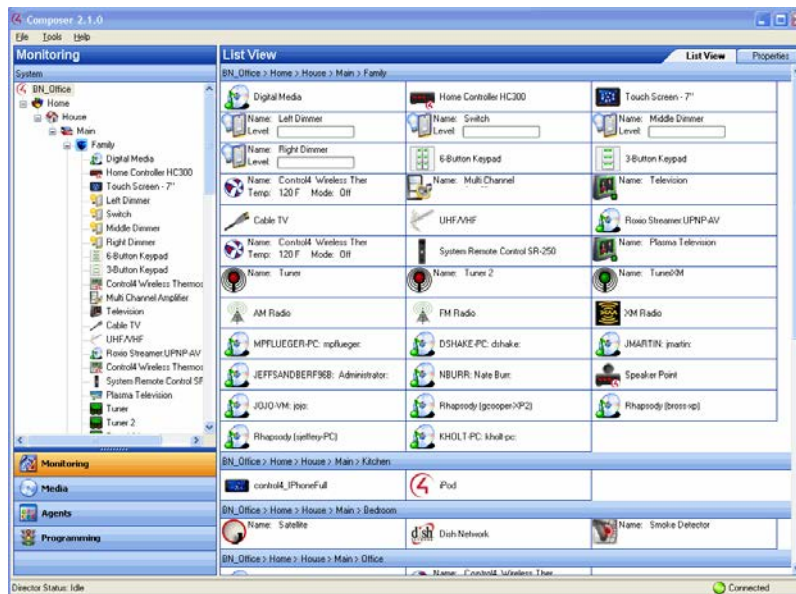 Composer 2.1.0
File Tools Help
Monitoring
System
BN_Office
Home
House
Main
Family
Digital Media
Home Controller HC300
Touch Screen - 7"
Left Dimmer
Switch
Middle Dimmer
Right Dimmer
6-Button Keypad
3-Button Keypad
Control4 Wireless Thermos
Multi Channel Amplifier
Television
Cable TV
UHF/VHF
Roxio Streamer:UPNP-AV
Control4 Wireless Thermos
System Remote Control SR
Plasma Television
Tuner
Tuner 2
Monitoring
Media
Agents
Programming
List View
List View Properties
BN_Office > Home > House > Main > Family
Digital Media Home Controller HC300 Touch Screen - 7"
Name: Left Dimmer Name: Switch Name: Middle Dimmer
Level: Level: Level:
Name: Right Dimmer
Level:
6-Button Keypad 3-Button Keypad
Name: Control4 Wireless Ther Name: Multi Channel Name: Television
Temp: 120 F Mode: Off
Cable TV UHF/VHF Roxio Streamer:UPNP-AV
Name: Control4 Wireless Ther System Remote Control SR-250 Name: Plasma Television
Temp: 120 F Mode: Off
Name: Tuner Name: Tuner 2 Name: TunerXM
AM Radio FM Radio XM Radio
MPFLUEGER-PC: mpflueger: DSHAKE-PC: dshake: JMARTIN: jmartin:
JEFFSANDBERF96B: Administrator: NBURR: Nate Burr: Speaker Point
JOJO-VM: jojo: Rhapsody (gcooper-XP2) Rhapsody (bross-xp)
Rhapsody (sjeffery-PC) KHOLT-PC: kholt-pc:
BN_Office > Home > House > Main > Kitchen
control4_IPhoneFull iPod
BN_Office > Home > House > Main > Bedroom
Name: Satellite dish Dish Network Name: Smoke Detector
BN_Office > Home > House > Main > Office
Name: Control4 Wireless Ther
Director Status: Idle Connected